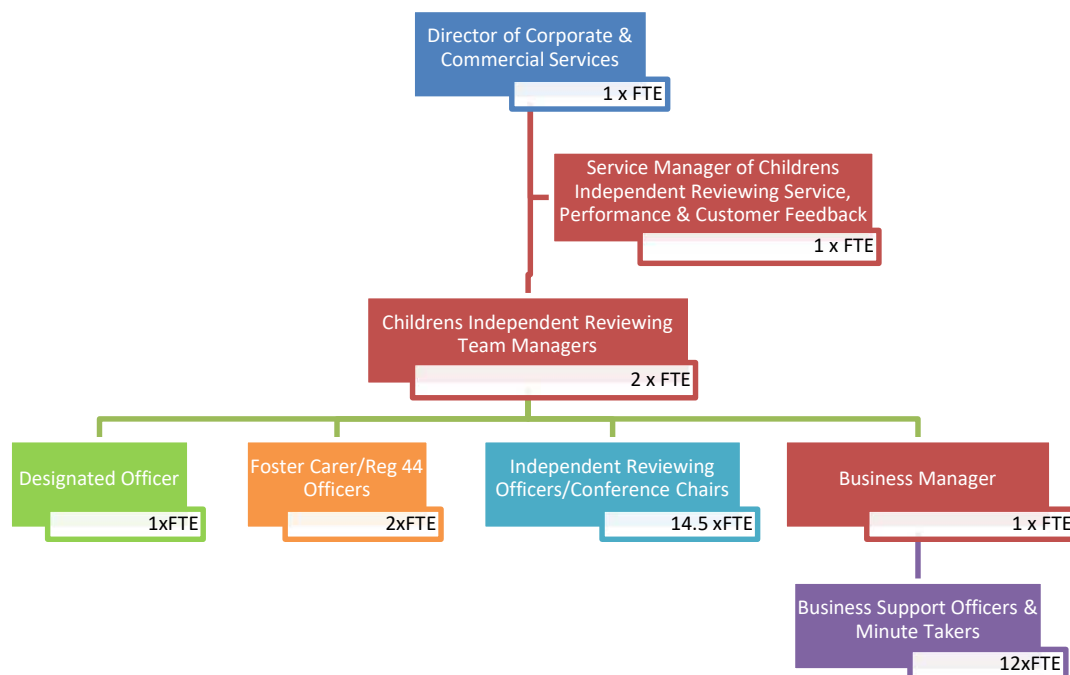 Director of Corporate &
Commercial Services
1 x FTE
Service Manager of Childrens
Independent Reviewing Service,
Performance & Customer Feedback
1 x FTE
Childrens Independent Reviewing
Team Managers
2 x FTE
Designated Officer
1xFTE
Foster Carer/Reg 44
Officers
2xFTE
Independent Reviewing
Officers/Conference Chairs
14.5 xFTE
Business Manager
1 x FTE
Business Support Officers &
Minute Takers
12xFTE